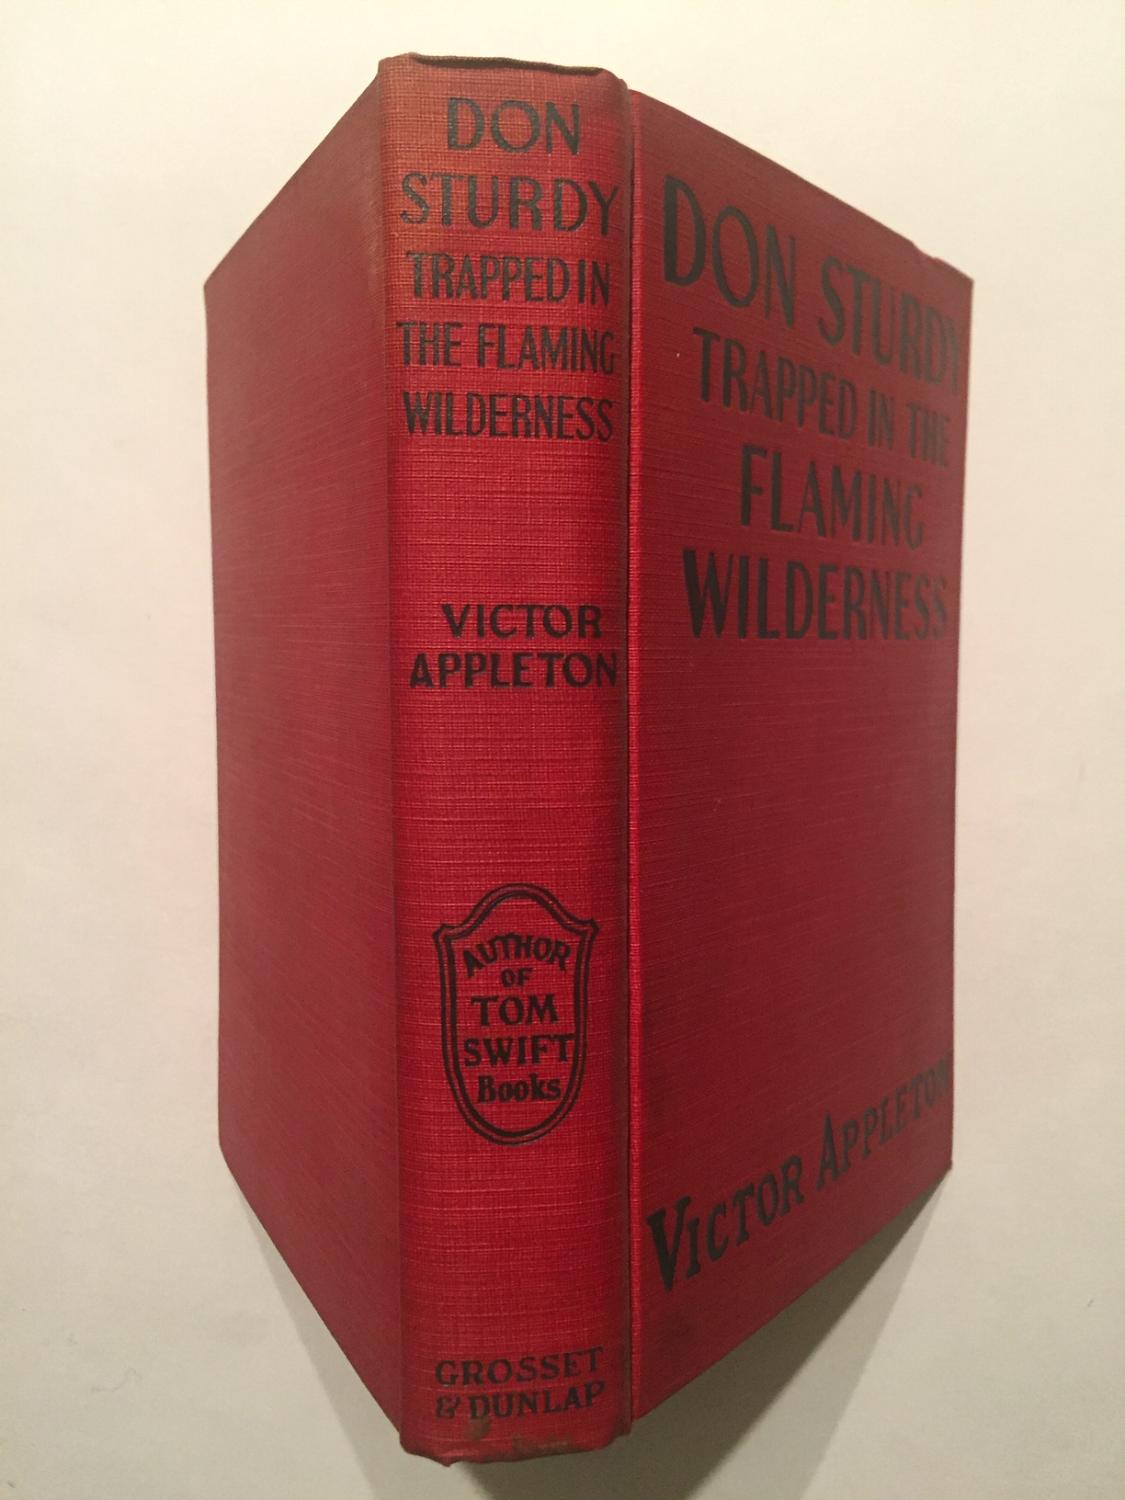 DON
STURDY
TRAPPED IN
THE FLAMING
WILDERNESS
VICTOR
APPLETON
AUTHOR
OF
TOM
SWIFT
Books
GROSSET
& DUNLAP
DON STURDY
TRAPPED IN THE
FLAMING
WILDERNESS
VICTOR APPLETON